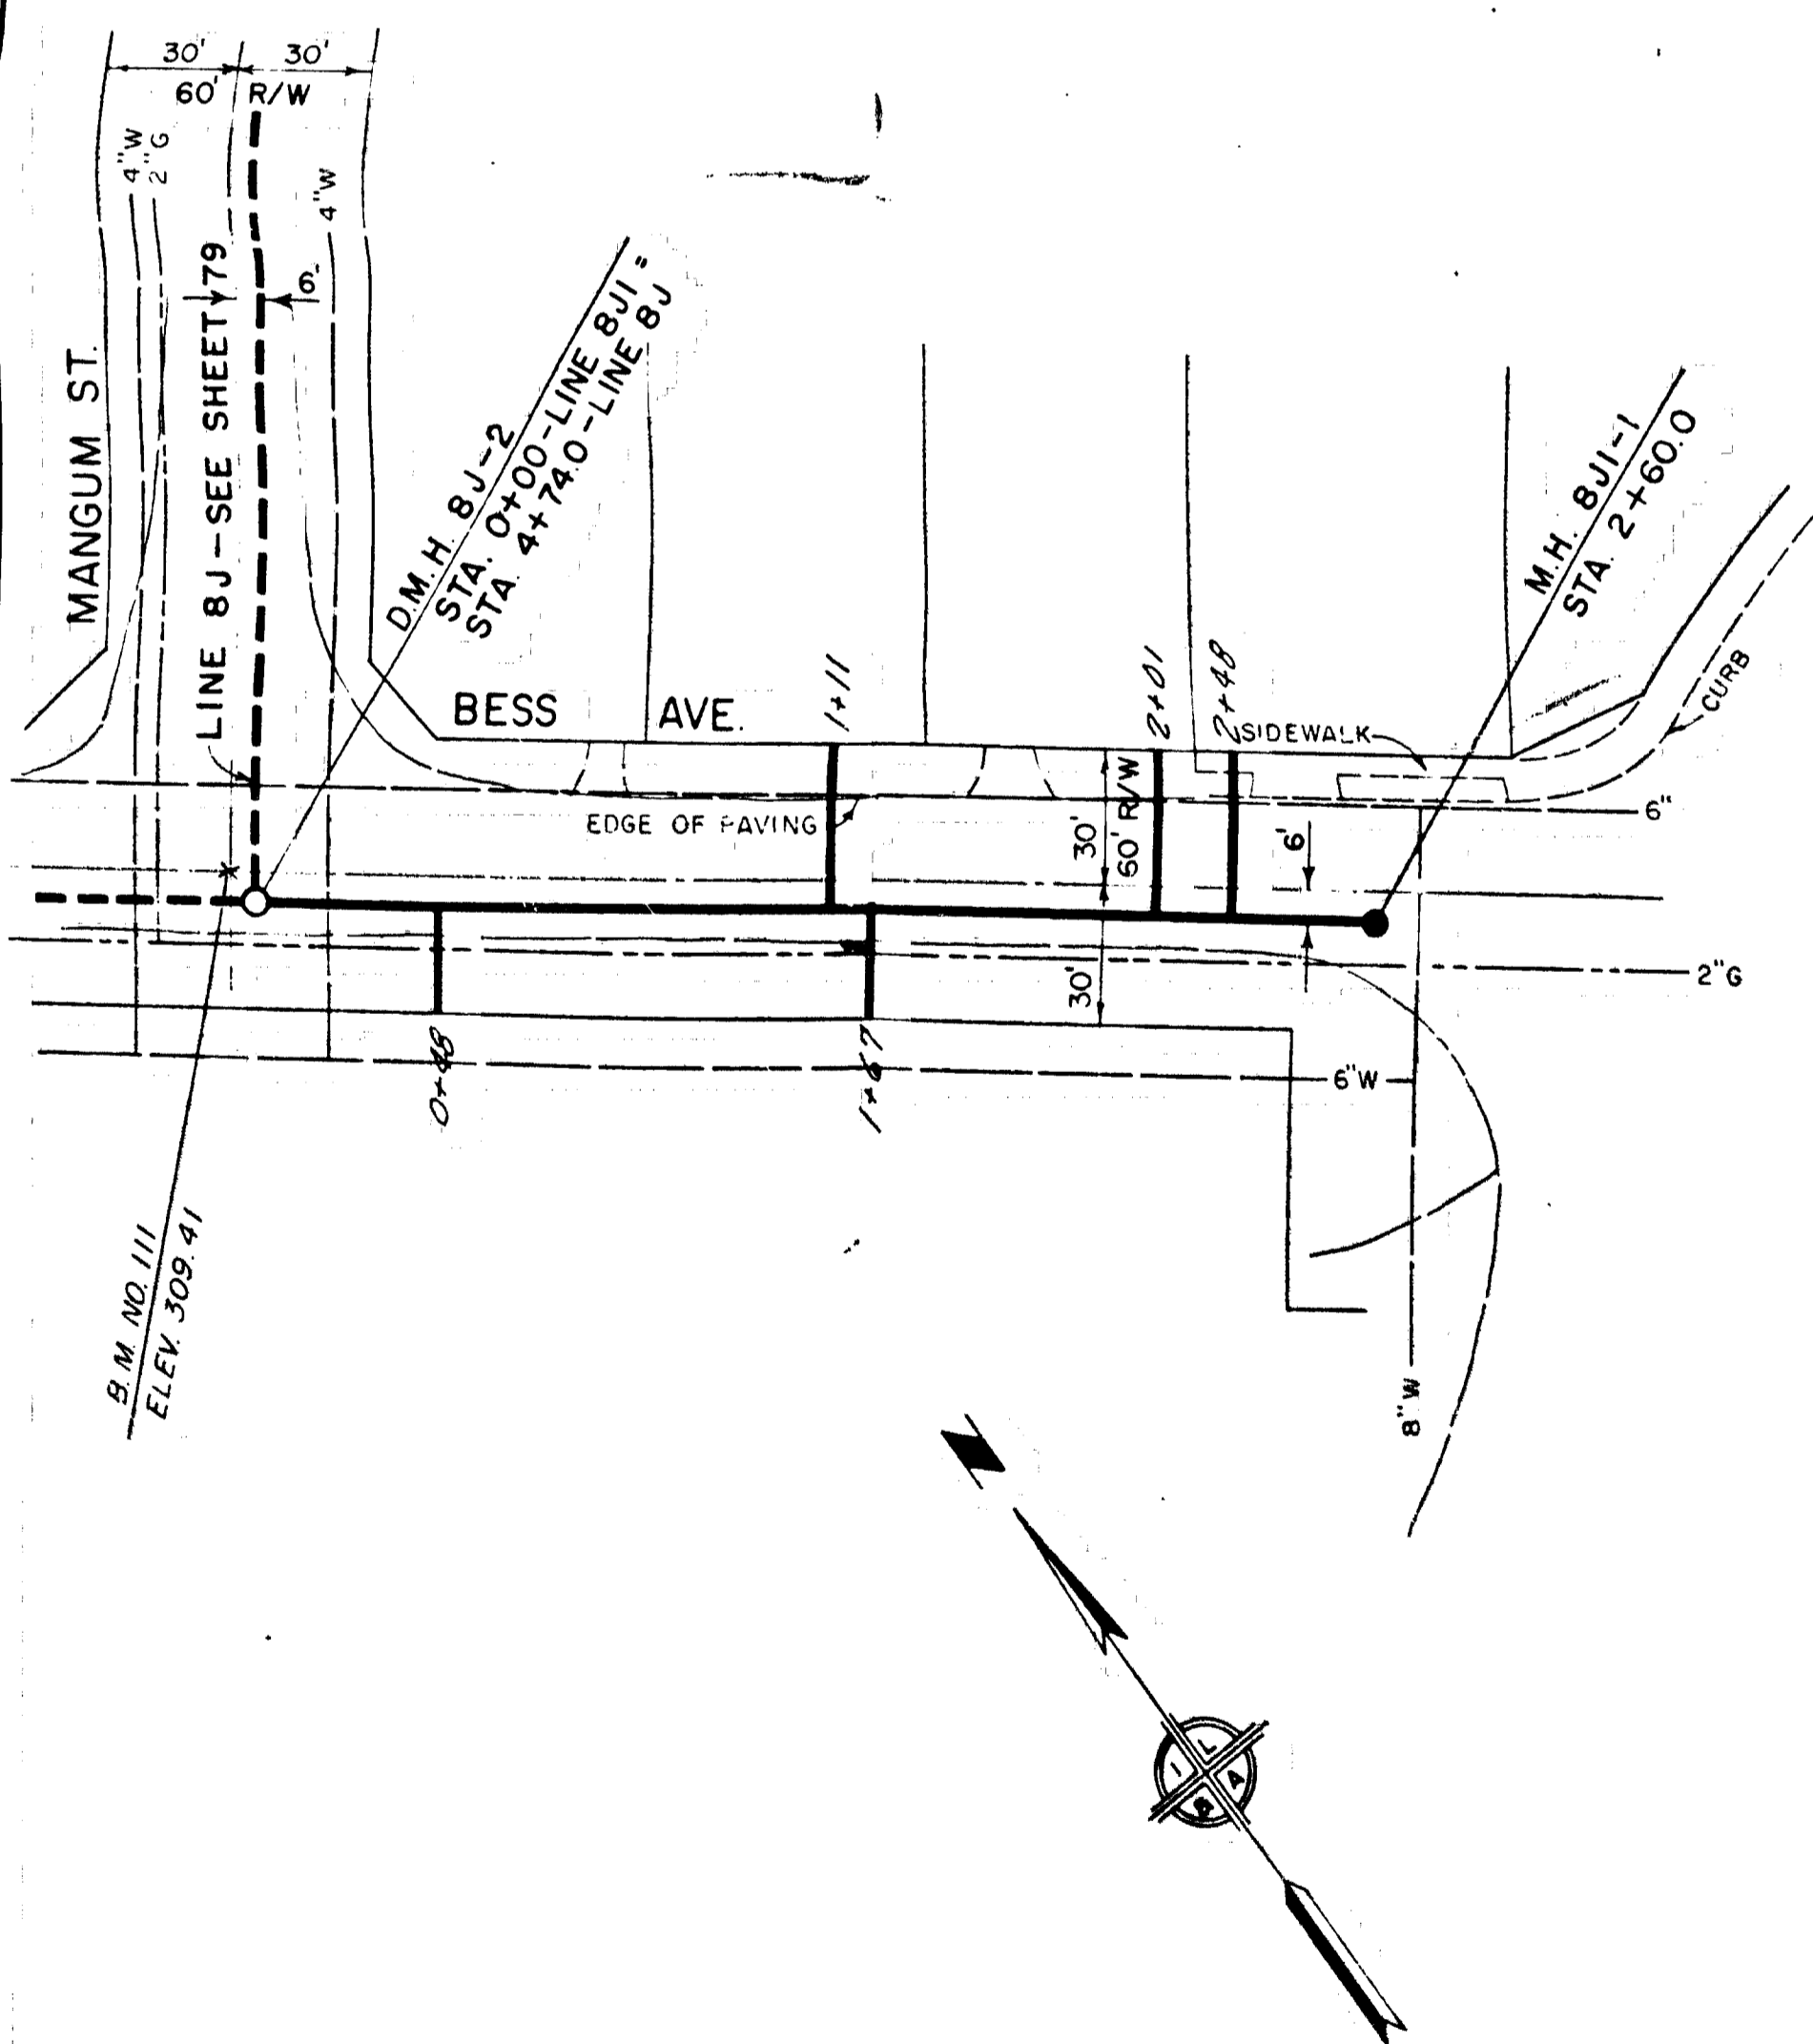 30' 30'
60' R/W
4"W
2"G
4"W
MANGUM ST.
LINE 8J-SEE SHEET 79
6'
D.M.H. 8J-2
STA. 0+00-LINE 8J1 =
STA. 4+74.0-LINE 8J
M.H. 8J1-1
STA. 2+60.0
BESS AVE.
1+11
2+01
2+48
SIDEWALK
CURB
EDGE OF PAVING
30'
60' R/W
6'
6"
30'
2"G
0+48
1+67
6"W
B.M. NO. 111
ELEV. 309.41
8"W
N